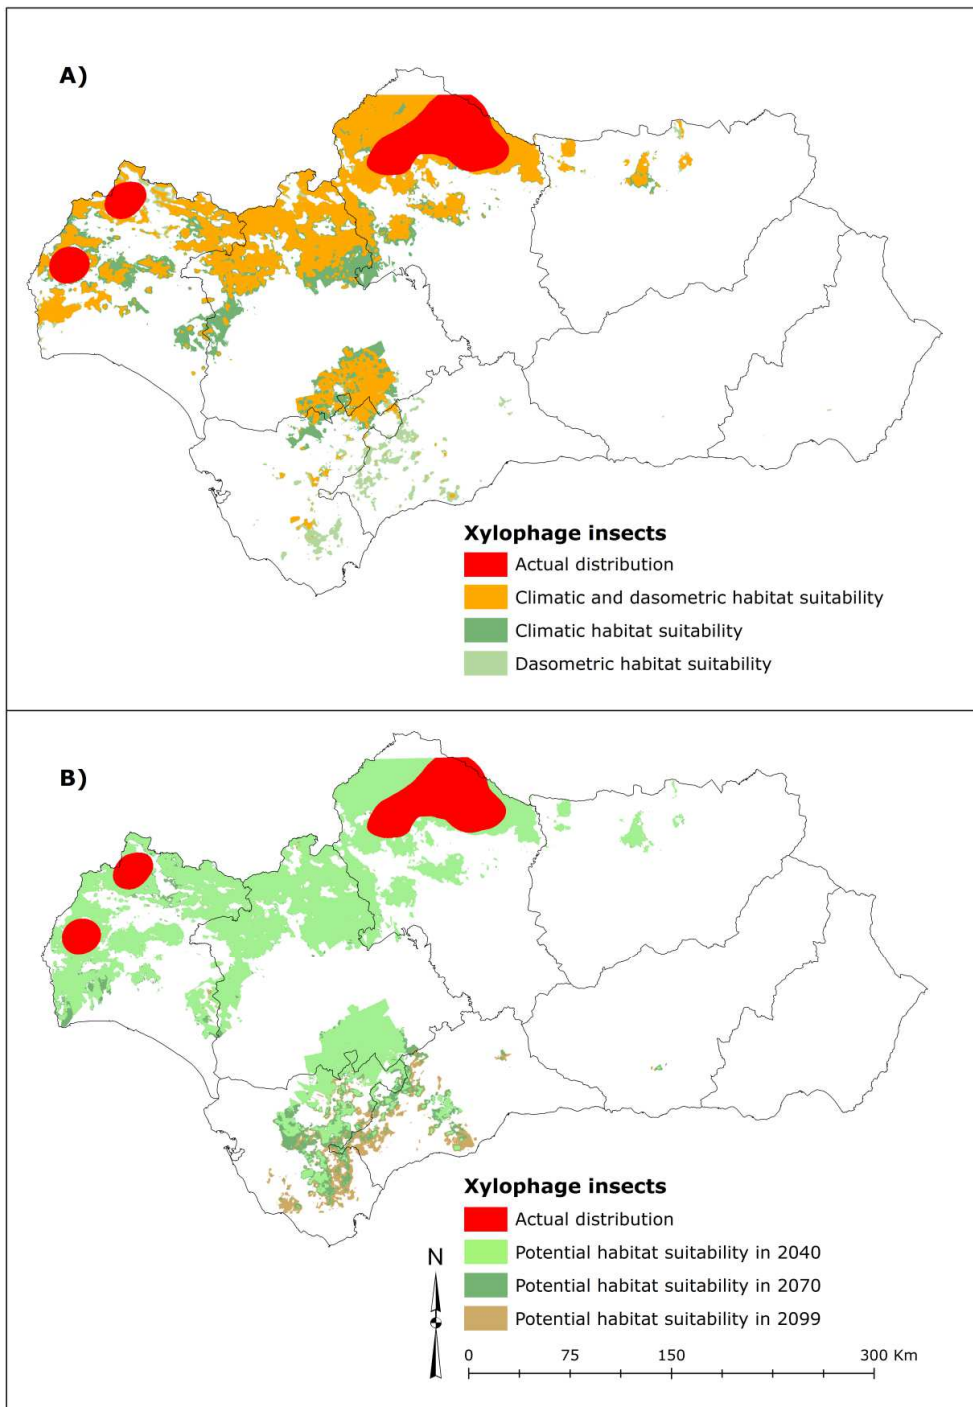 A)
Xylophage insects
Actual distribution
Climatic and dasometric habitat suitability
Climatic habitat suitability
Dasometric habitat suitability
B)
Xylophage insects
Actual distribution
Potential habitat suitability in 2040
Potential habitat suitability in 2070
Potential habitat suitability in 2099
N
0 75 150 300 Km